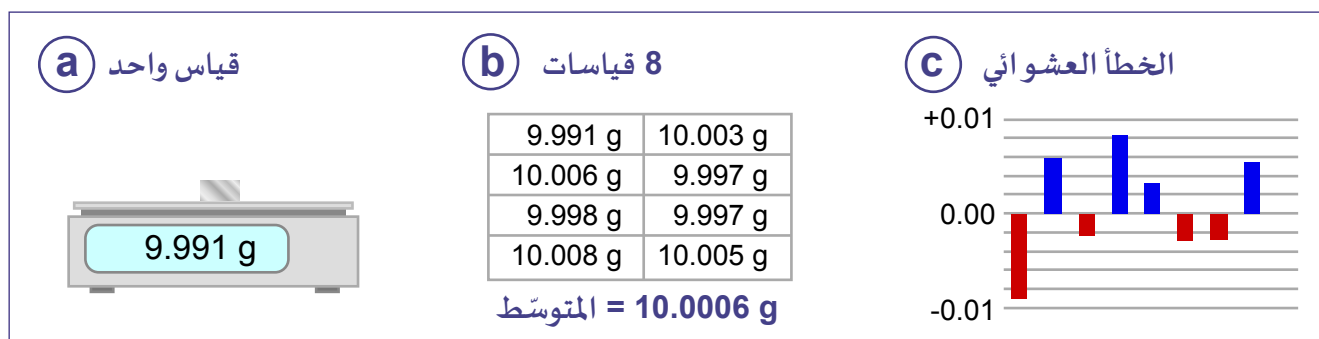 a قياس واحد
9.991 g
b 8 قياسات
9.991 g 10.003 g
10.006 g 9.997 g
9.998 g 9.997 g
10.008 g 10.005 g
المتوسّط = 10.0006 g
c الخطأ العشوائي
+0.01
0.00
-0.01